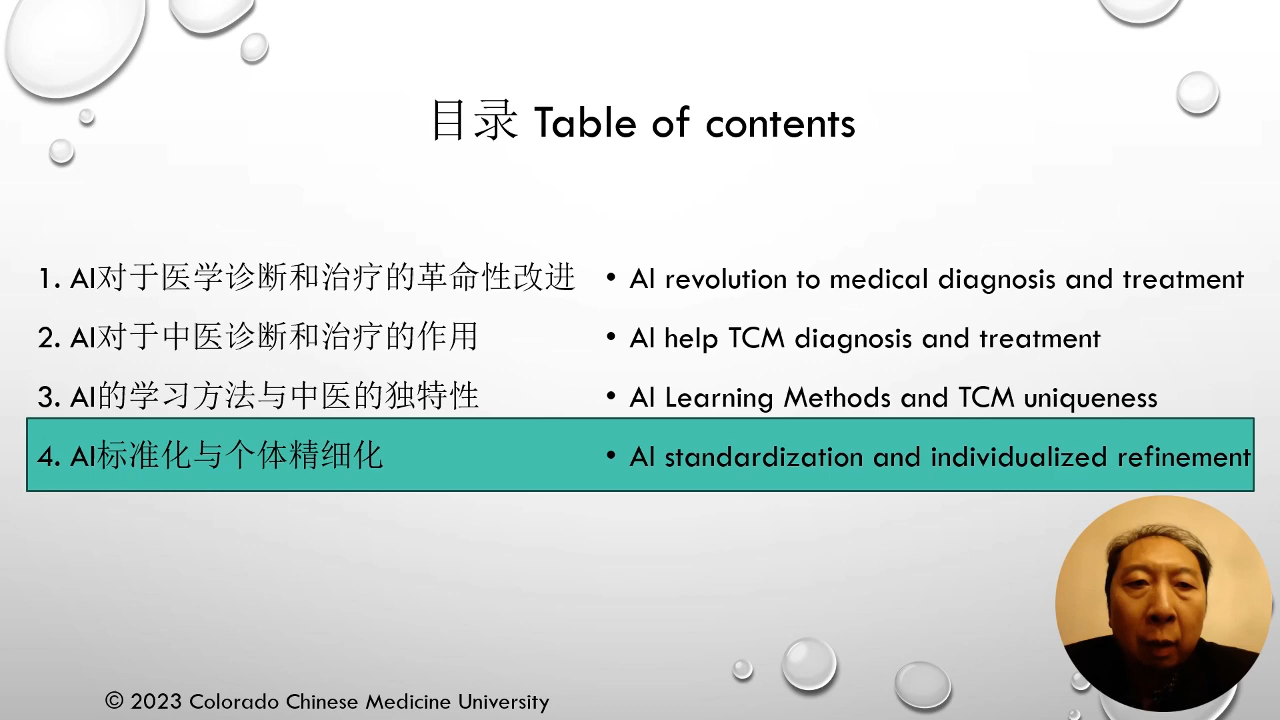 目录 Table of contents
1. AI对于医学诊断和治疗的革命性改进
2. AI对于中医诊断和治疗的作用
3. AI的学习方法与中医的独特性
4. AI标准化与个体精细化
• AI revolution to medical diagnosis and treatment
• AI help TCM diagnosis and treatment
• AI Learning Methods and TCM uniqueness
• AI standardization and individualized refinement
© 2023 Colorado Chinese Medicine University